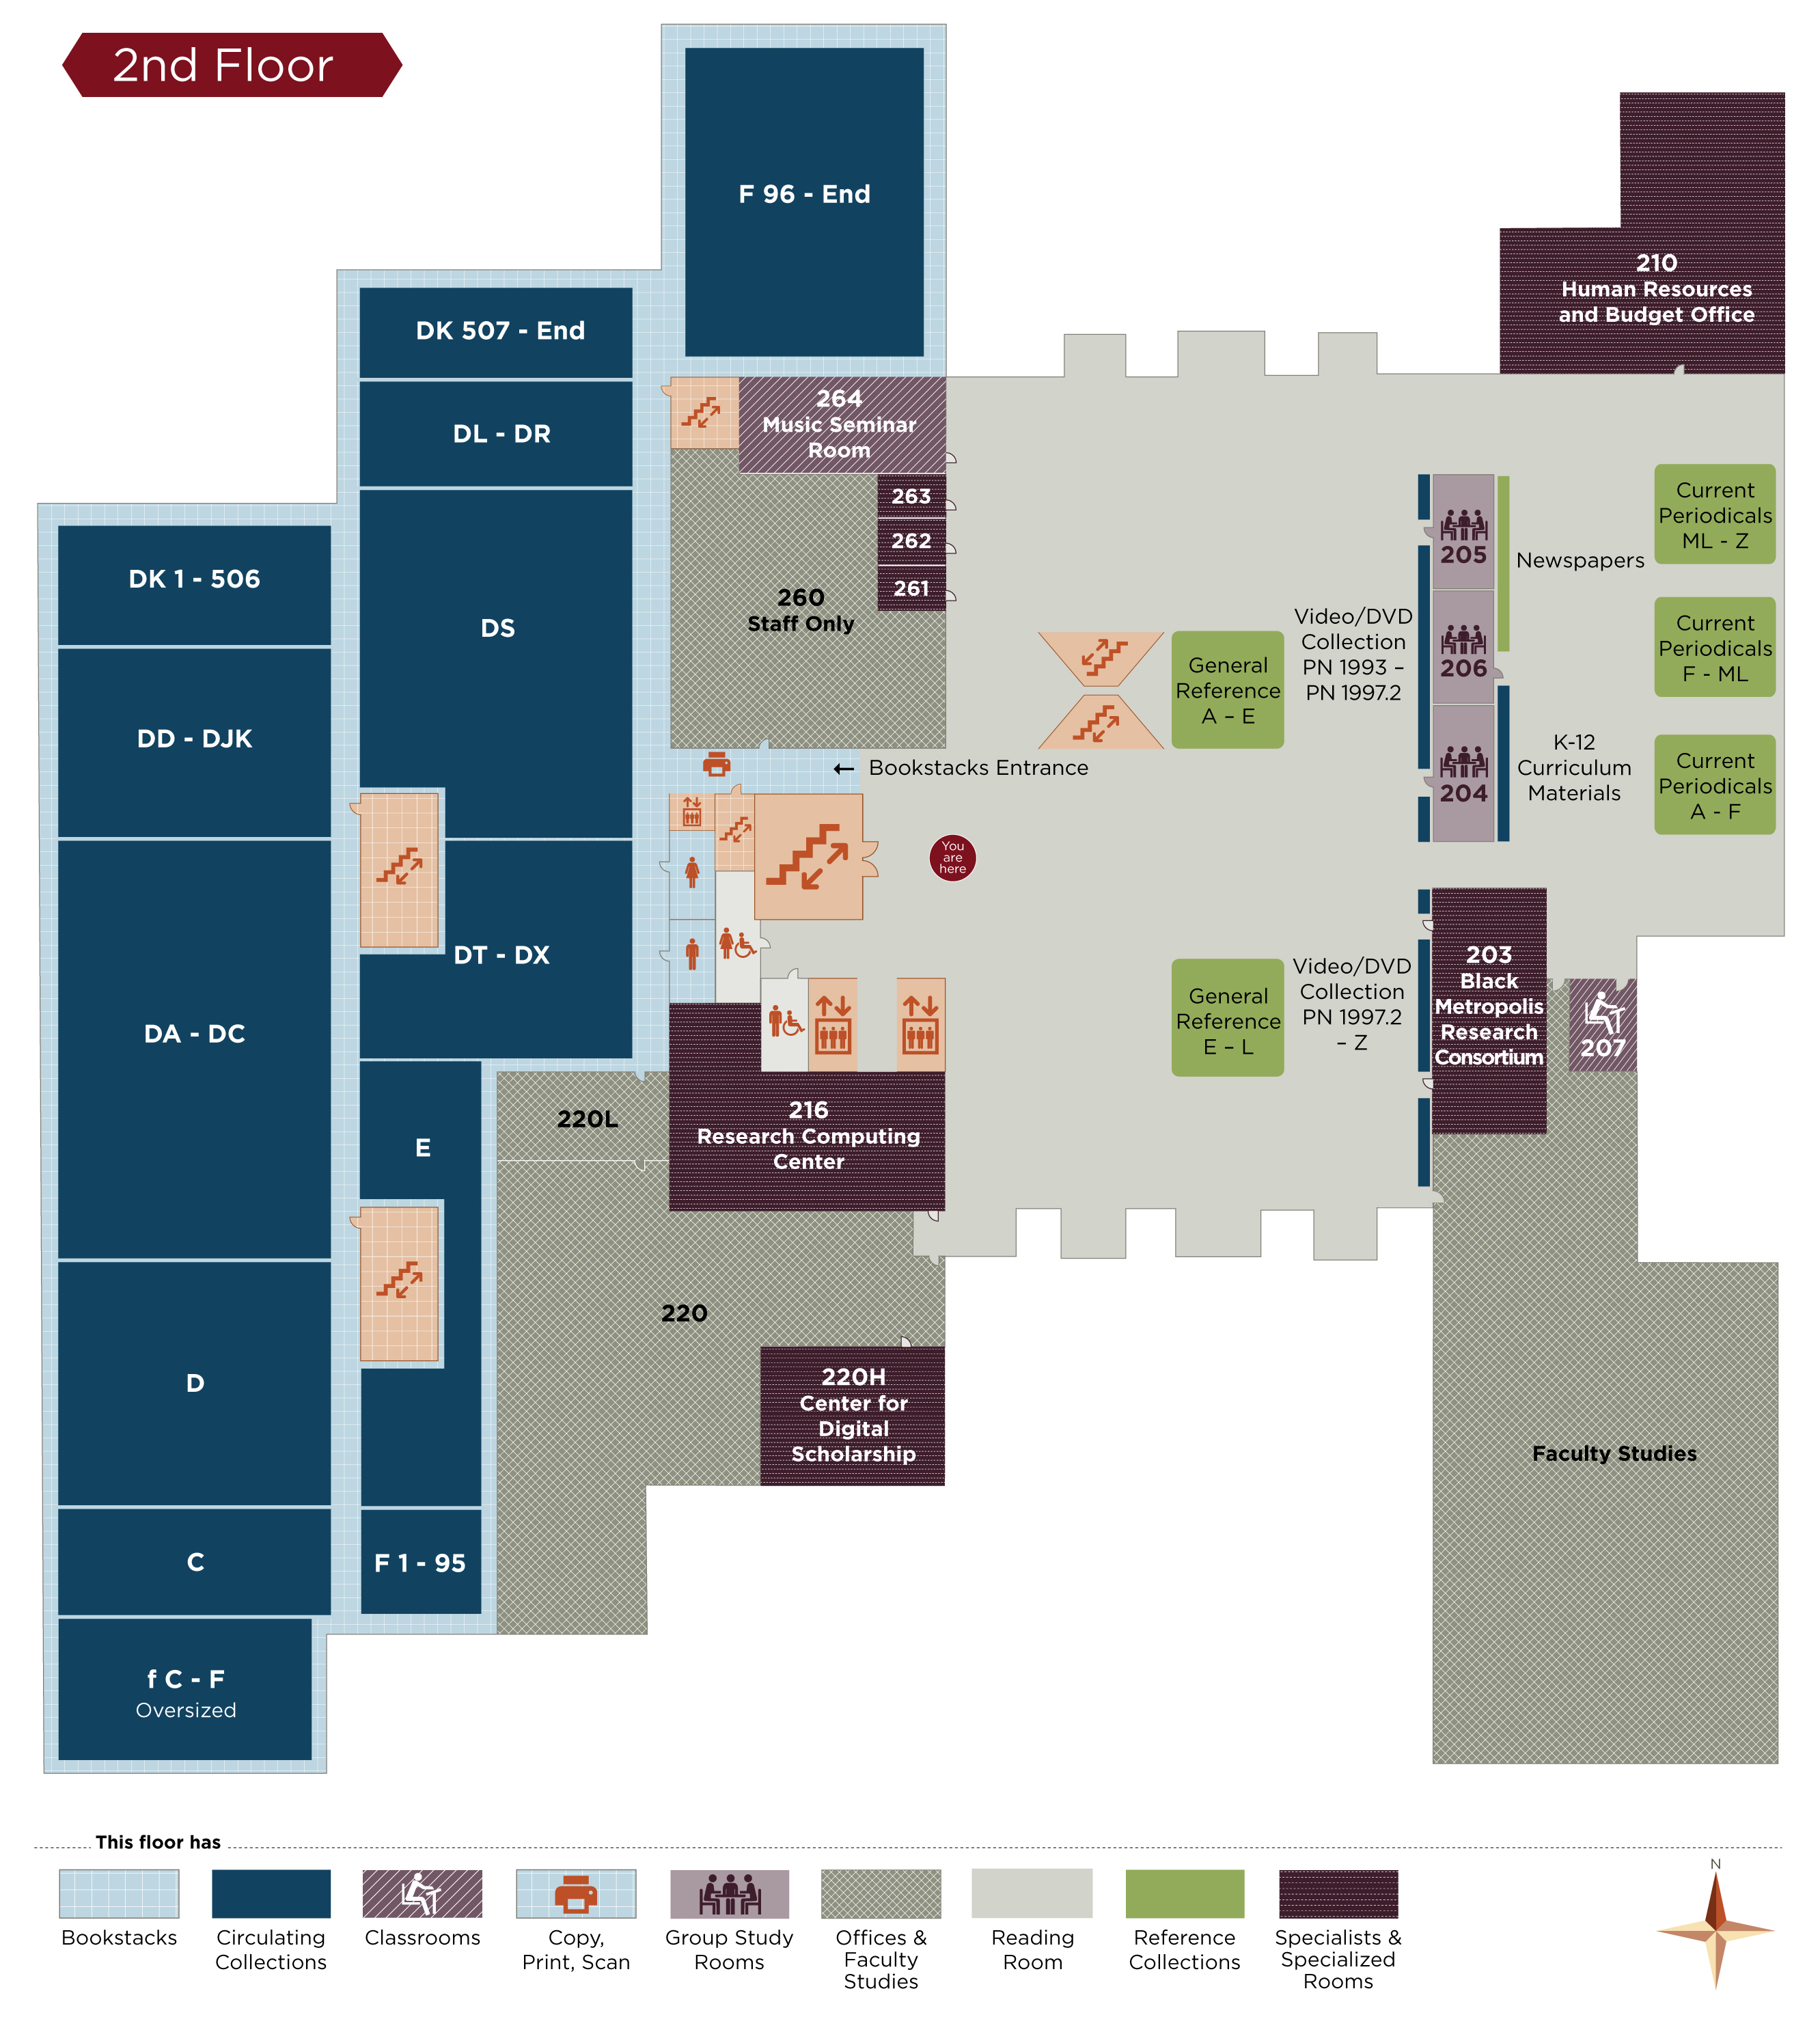 2nd Floor
F 96 - End
210
Human Resources
and Budget Office
DK 507 - End
DL - DR
264
Music Seminar
Room
263
262
261
260
Staff Only
DK 1 - 506
DS
DD - DJK
205
206
204
Newspapers
Current
Periodicals
ML - Z
Current
Periodicals
F - ML
Current
Periodicals
A - F
Video/DVD
Collection
PN 1993 –
PN 1997.2
General
Reference
A – E
K-12
Curriculum
Materials
← Bookstacks Entrance
You
are
here
DT - DX
DA - DC
General
Reference
E – L
Video/DVD
Collection
PN 1997.2
– Z
203
Black
Metropolis
Research
Consortium
207
E
220L
216
Research Computing
Center
220
D
220H
Center for
Digital
Scholarship
Faculty Studies
C
F 1 - 95
f C - F
Oversized
This floor has
Bookstacks
Circulating
Collections
Classrooms
Copy,
Print, Scan
Group Study
Rooms
Offices &
Faculty
Studies
Reading
Room
Reference
Collections
Specialists &
Specialized
Rooms
N